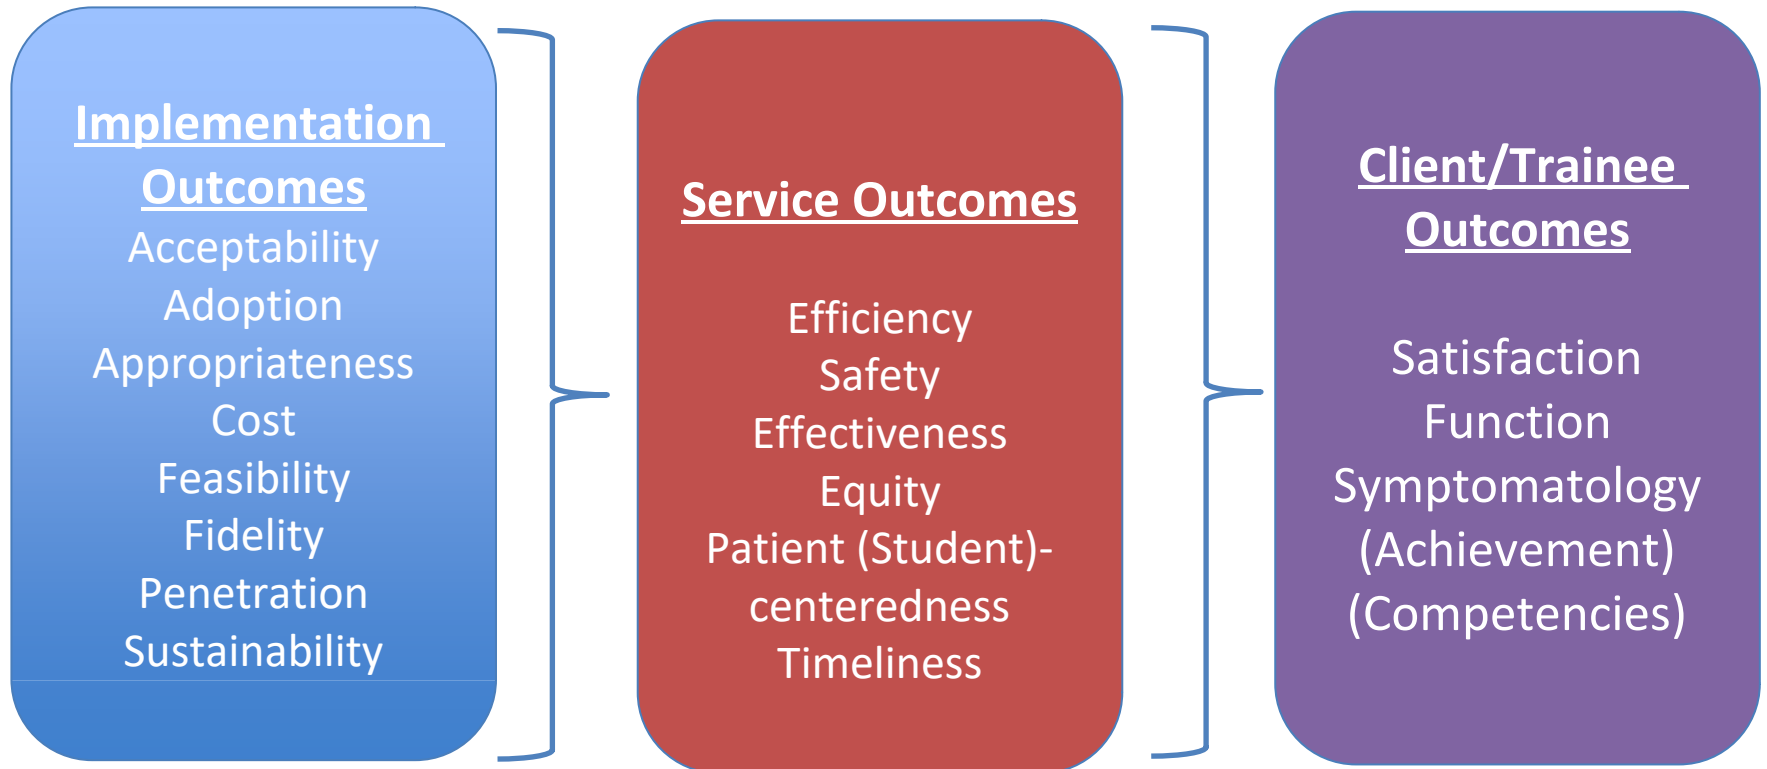 Implementation
Outcomes
Acceptability
Adoption
Appropriateness
Cost
Feasibility
Fidelity
Penetration
Sustainability
Service Outcomes
Efficiency
Safety
Effectiveness
Equity
Patient (Student)-
centeredness
Timeliness
Client/Trainee
Outcomes
Satisfaction
Function
Symptomatology
(Achievement)
(Competencies)